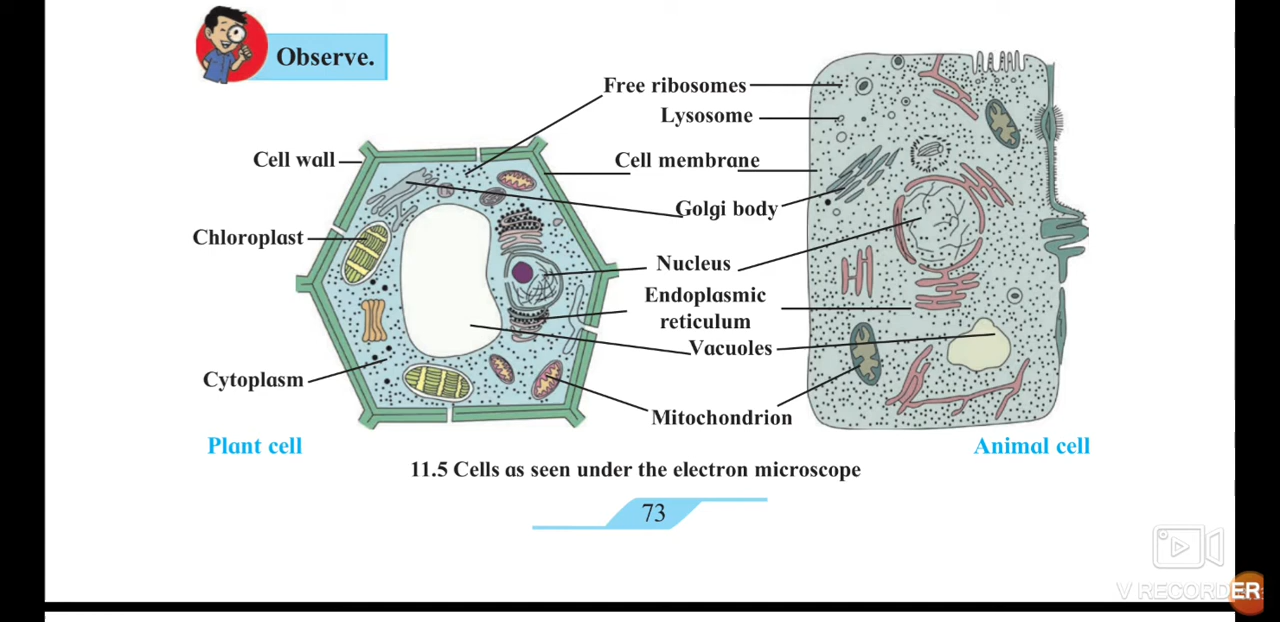 Observe.
Free ribosomes
Lysosome
Cell wall
Cell membrane
Golgi body
Chloroplast
Nucleus
Endoplasmic
reticulum
Vacuoles
Cytoplasm
Mitochondrion
Plant cell
Animal cell
11.5 Cells as seen under the electron microscope
73
V RECORDER